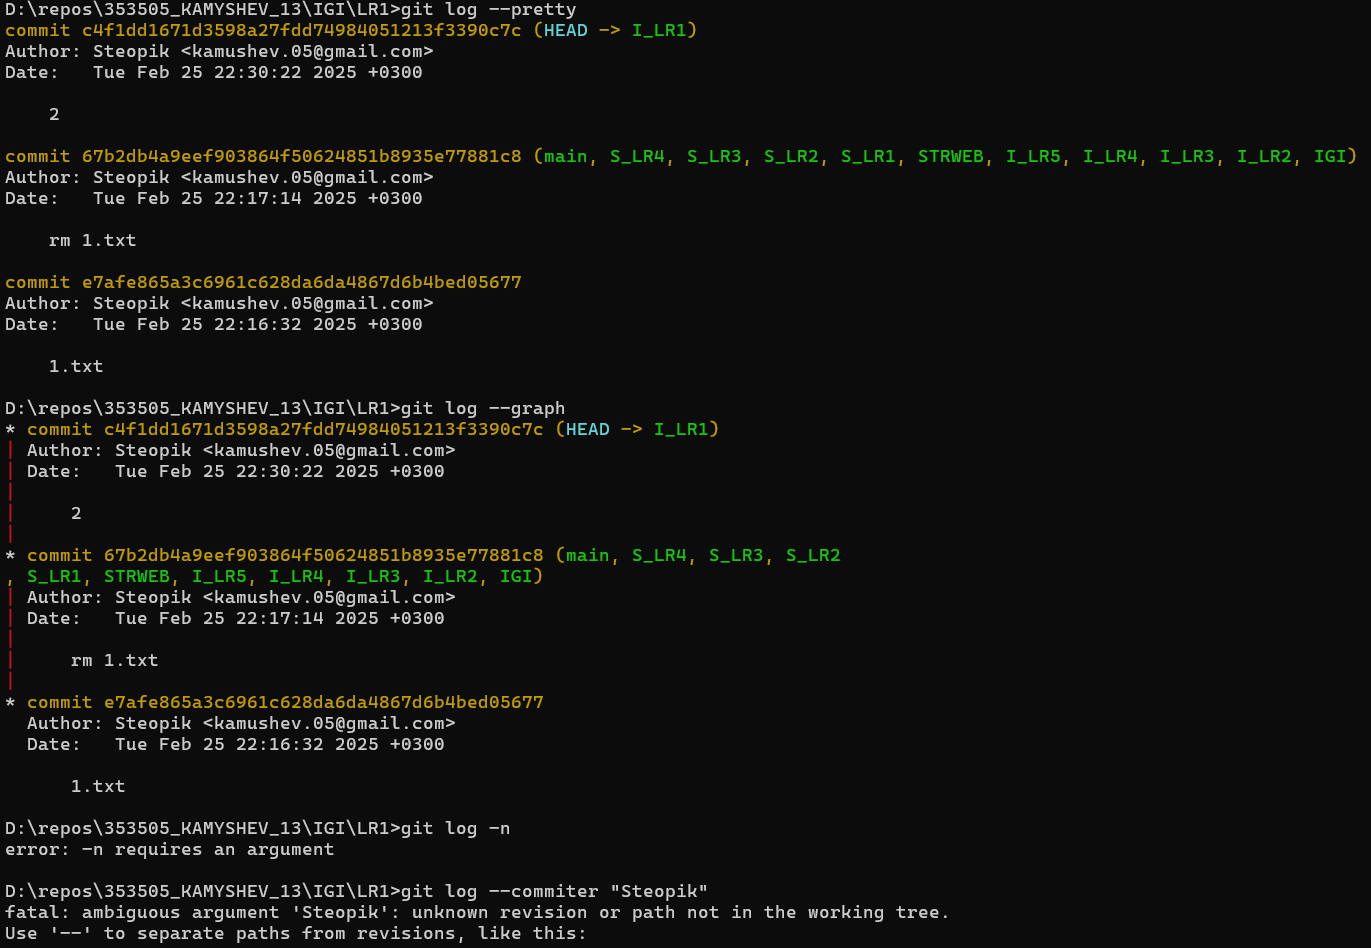 D:\repos\353505_KAMYSHEV_13\IGI\LR1>git log --pretty
commit c4f1dd1671d3598a27fdd74984051213f3390c7c (HEAD -> I_LR1)
Author: Steopik <kamushev.05@gmail.com>
Date:   Tue Feb 25 22:30:22 2025 +0300
2
commit 67b2db4a9eef903864f50624851b8935e77881c8 (main, S_LR4, S_LR3, S_LR2, S_LR1, STRWEB, I_LR5, I_LR4, I_LR3, I_LR2, IGI)
Author: Steopik <kamushev.05@gmail.com>
Date:   Tue Feb 25 22:17:14 2025 +0300
rm 1.txt
commit e7afe865a3c6961c628da6da4867d6b4bed05677
Author: Steopik <kamushev.05@gmail.com>
Date:   Tue Feb 25 22:16:32 2025 +0300
1.txt
D:\repos\353505_KAMYSHEV_13\IGI\LR1>git log --graph
* commit c4f1dd1671d3598a27fdd74984051213f3390c7c (HEAD -> I_LR1)
| Author: Steopik <kamushev.05@gmail.com>
| Date:   Tue Feb 25 22:30:22 2025 +0300
|
|     2
|
* commit 67b2db4a9eef903864f50624851b8935e77881c8 (main, S_LR4, S_LR3, S_LR2
, S_LR1, STRWEB, I_LR5, I_LR4, I_LR3, I_LR2, IGI)
| Author: Steopik <kamushev.05@gmail.com>
| Date:   Tue Feb 25 22:17:14 2025 +0300
|
|     rm 1.txt
|
* commit e7afe865a3c6961c628da6da4867d6b4bed05677
Author: Steopik <kamushev.05@gmail.com>
Date:   Tue Feb 25 22:16:32 2025 +0300
1.txt
D:\repos\353505_KAMYSHEV_13\IGI\LR1>git log -n
error: -n requires an argument
D:\repos\353505_KAMYSHEV_13\IGI\LR1>git log --commiter "Steopik"
fatal: ambiguous argument 'Steopik': unknown revision or path not in the working tree.
Use '--' to separate paths from revisions, like this: